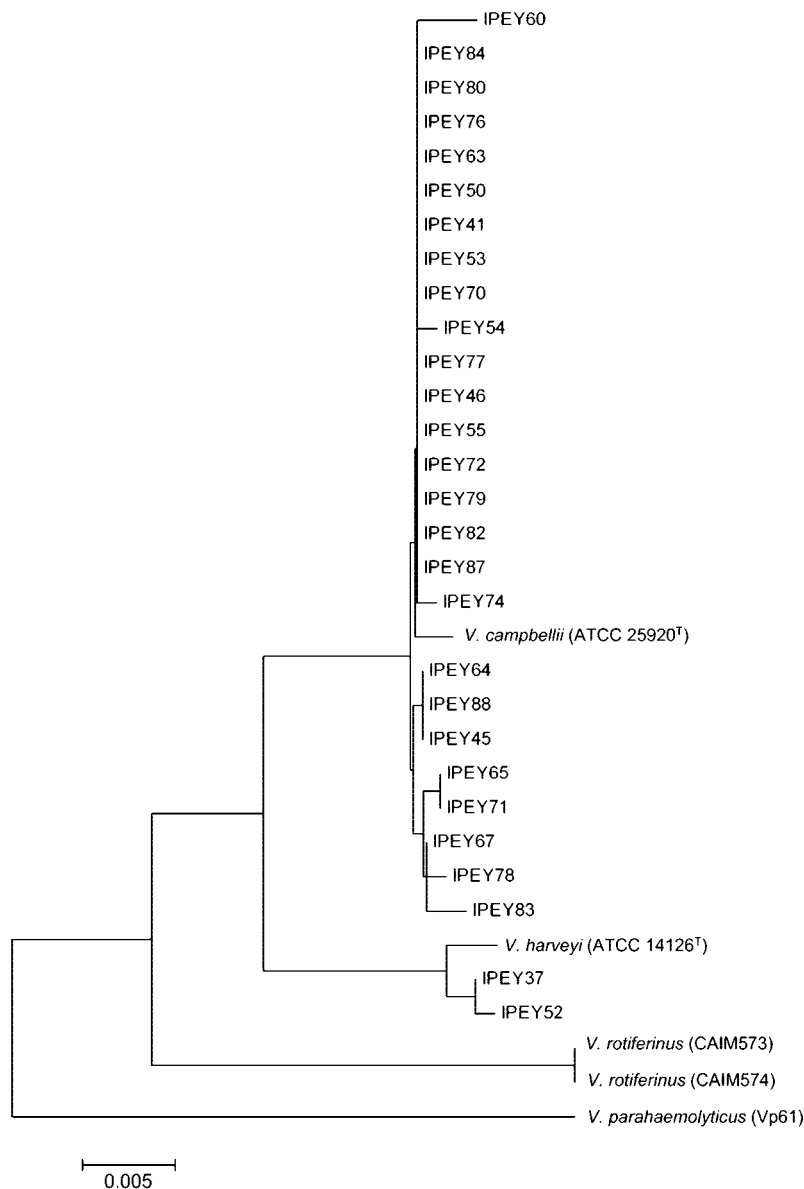 IPEY60
IPEY84
IPEY80
IPEY76
IPEY63
IPEY50
IPEY41
IPEY53
IPEY70
IPEY54
IPEY77
IPEY46
IPEY55
IPEY72
IPEY79
IPEY82
IPEY87
IPEY74
V. campbellii (ATCC 25920ᵀ)
IPEY64
IPEY88
IPEY45
IPEY65
IPEY71
IPEY67
IPEY78
IPEY83
V. harveyi (ATCC 14126ᵀ)
IPEY37
IPEY52
V. rotiferinus (CAIM573)
V. rotiferinus (CAIM574)
V. parahaemolyticus (Vp61)
0.005